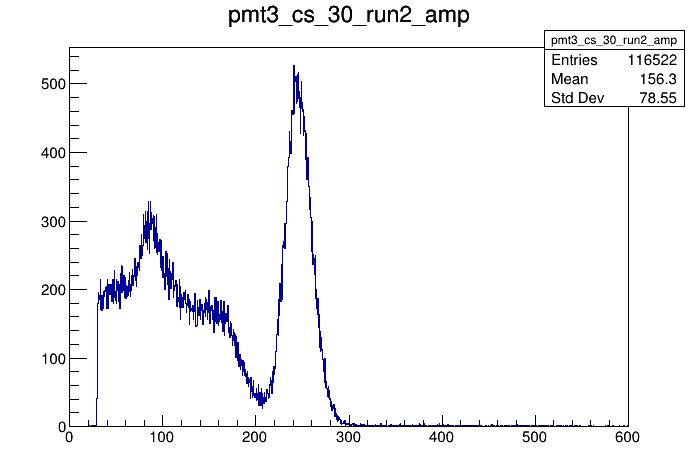 pmt3_cs_30_run2_amp
pmt3_cs_30_run2_amp
Entries 116522
Mean 156.3
Std Dev 78.55
500
400
300
200
100
0
0 100 200 300 400 500 600